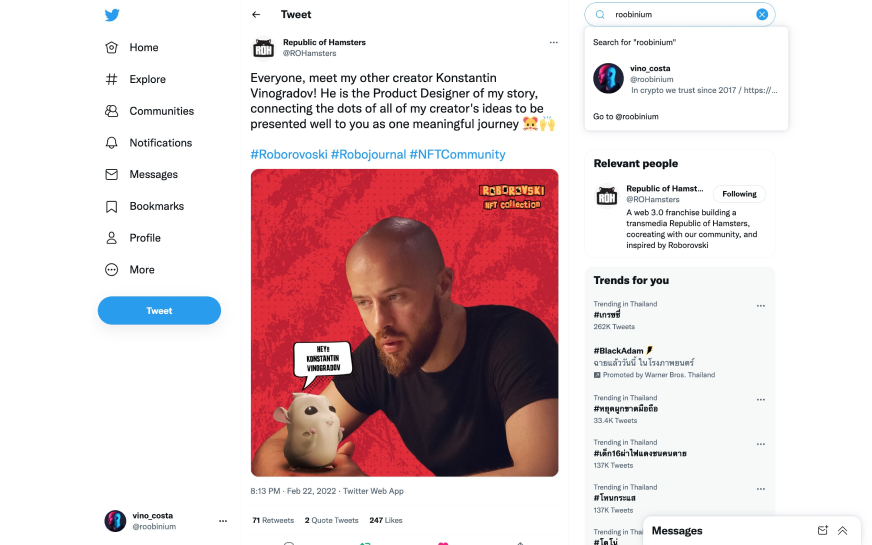 Home
Explore
Communities
Notifications
Messages
Bookmarks
Profile
More
Tweet
vino_costa
@roobinium
Tweet
Republic of Hamsters
@ROHamsters
Everyone, meet my other creator Konstantin
Vinogradov! He is the Product Designer of my story,
connecting the dots of all of my creator's ideas to be
presented well to you as one meaningful journey 🐹🙌
#Roborovoski #Robojournal #NFTCommunity
ROBOROVSKI
NFT collection
HEY!!
KONSTANTIN
VINOGRADOV
8:13 PM · Feb 22, 2022 · Twitter Web App
71 Retweets 2 Quote Tweets 247 Likes
roobinium
Search for "roobinium"
vino_costa
@roobinium
In crypto we trust since 2017 / https://...
Go to @roobinium
Relevant people
ROH
Republic of Hamst...
@ROHamsters
Following
A web 3.0 franchise building a
transmedia Republic of Hamsters,
cocreating with our community, and
inspired by Roborovski
Trends for you
Trending in Thailand
#เกรซซี่
262K Tweets
#BlackAdam
ฉายแล้ววันนี้ ในโรงภาพยนตร์
Promoted by Warner Bros. Thailand
Trending in Thailand
#หยุดผูกขาดมือถือ
33.4K Tweets
Trending in Thailand
#เด็ก16ผ่าไฟแดงชนคนตาย
137K Tweets
Trending in Thailand
#โหนกระแส
137K Tweets
Trending in Thailand
Messages